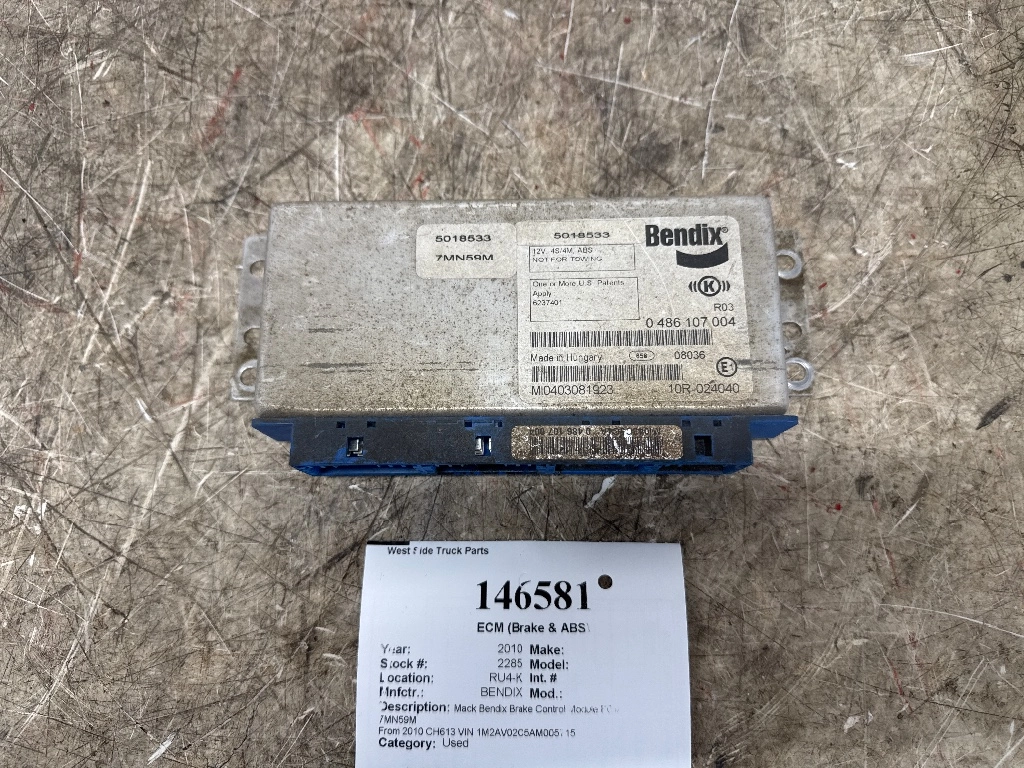 5018533
7MN59M
5018533
12V, 4S/4M, ABS
NOT FOR TOWING
Bendix®
One or More U.S. Patents
Apply
6237401
K
R03
0 486 107 004
Made in Hungary 658 08036
E1
MI0403081923 10R-024040
West Side Truck Parts
146581
ECM (Brake & ABS)
Year: 2010 Make:
Stock #: 2285 Model:
Location: RU4-K Int. #
Mnfctr.: BENDIX Mod.:
Description: Mack Bendix Brake Control Module
7MN59M
From 2010 CH613 VIN
Category: Used